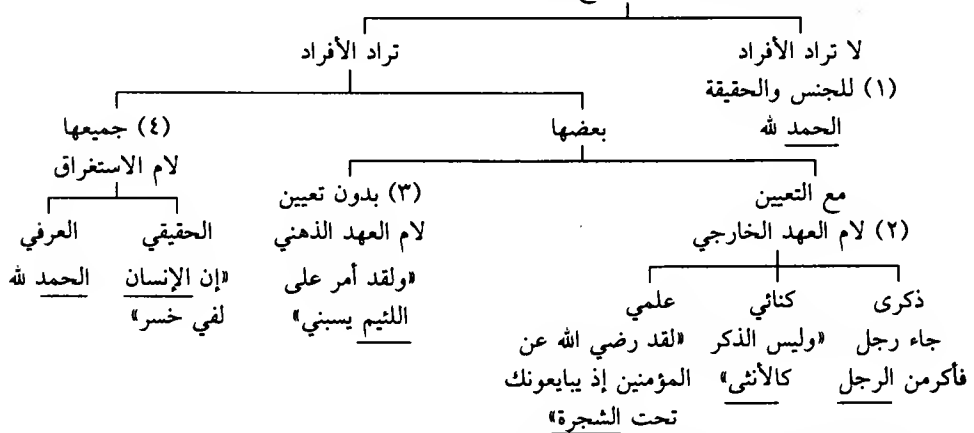 لا تراد الأفراد
(١) للجنس والحقيقة
الحمد لله
تراد الأفراد
بعضها
مع التعيين
(٢) لام العهد الخارجي
ذكرى
جاء رجل
فأكرمن الرجل
كنائي
«وليس الذكر
كالأنثى»
علمي
«لقد رضي الله عن
المؤمنين إذ يبايعونك
تحت الشجرة»
(٣) بدون تعيين
لام العهد الذهني
«ولقد أمر على
اللئيم يسبني»
(٤) جميعها
لام الاستغراق
الحقيقي
«إن الإنسان
لفي خسر»
العرفي
الحمد لله